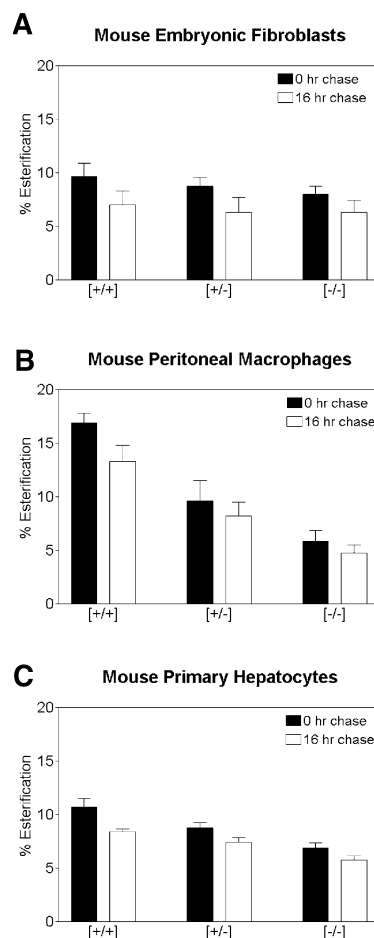 A
Mouse Embryonic Fibroblasts
20
15
10
5
0
% Esterification
0 hr chase
16 hr chase
[+/+]
[+/-]
[-/-]
B
Mouse Peritoneal Macrophages
20
15
10
5
0
% Esterification
0 hr chase
16 hr chase
[+/+]
[+/-]
[-/-]
C
Mouse Primary Hepatocytes
20
15
10
5
0
% Esterification
0 hr chase
16 hr chase
[+/+]
[+/-]
[-/-]